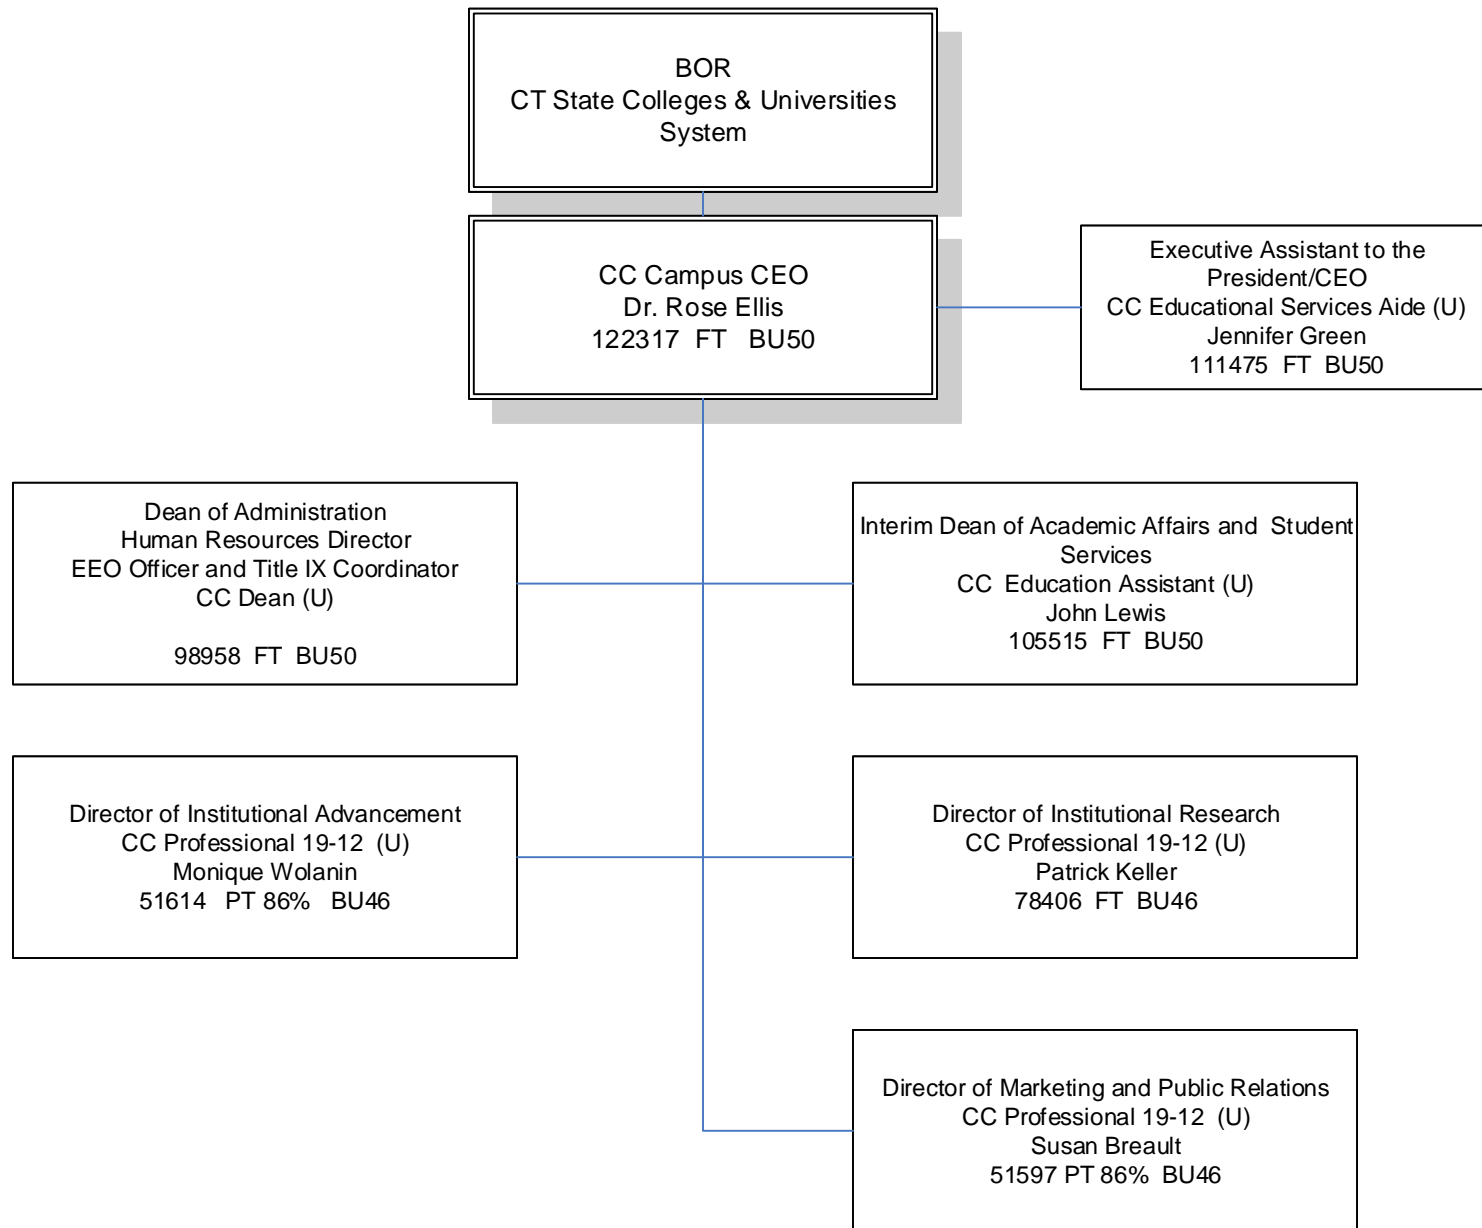 BOR
CT State Colleges & Universities
System
CC Campus CEO
Dr. Rose Ellis
122317 FT BU50
Executive Assistant to the
President/CEO
CC Educational Services Aide (U)
Jennifer Green
111475 FT BU50
Dean of Administration
Human Resources Director
EEO Officer and Title IX Coordinator
CC Dean (U)
98958 FT BU50
Interim Dean of Academic Affairs and Student
Services
CC Education Assistant (U)
John Lewis
105515 FT BU50
Director of Institutional Advancement
CC Professional 19-12 (U)
Monique Wolanin
51614 PT 86% BU46
Director of Institutional Research
CC Professional 19-12 (U)
Patrick Keller
78406 FT BU46
Director of Marketing and Public Relations
CC Professional 19-12 (U)
Susan Breault
51597 PT 86% BU46